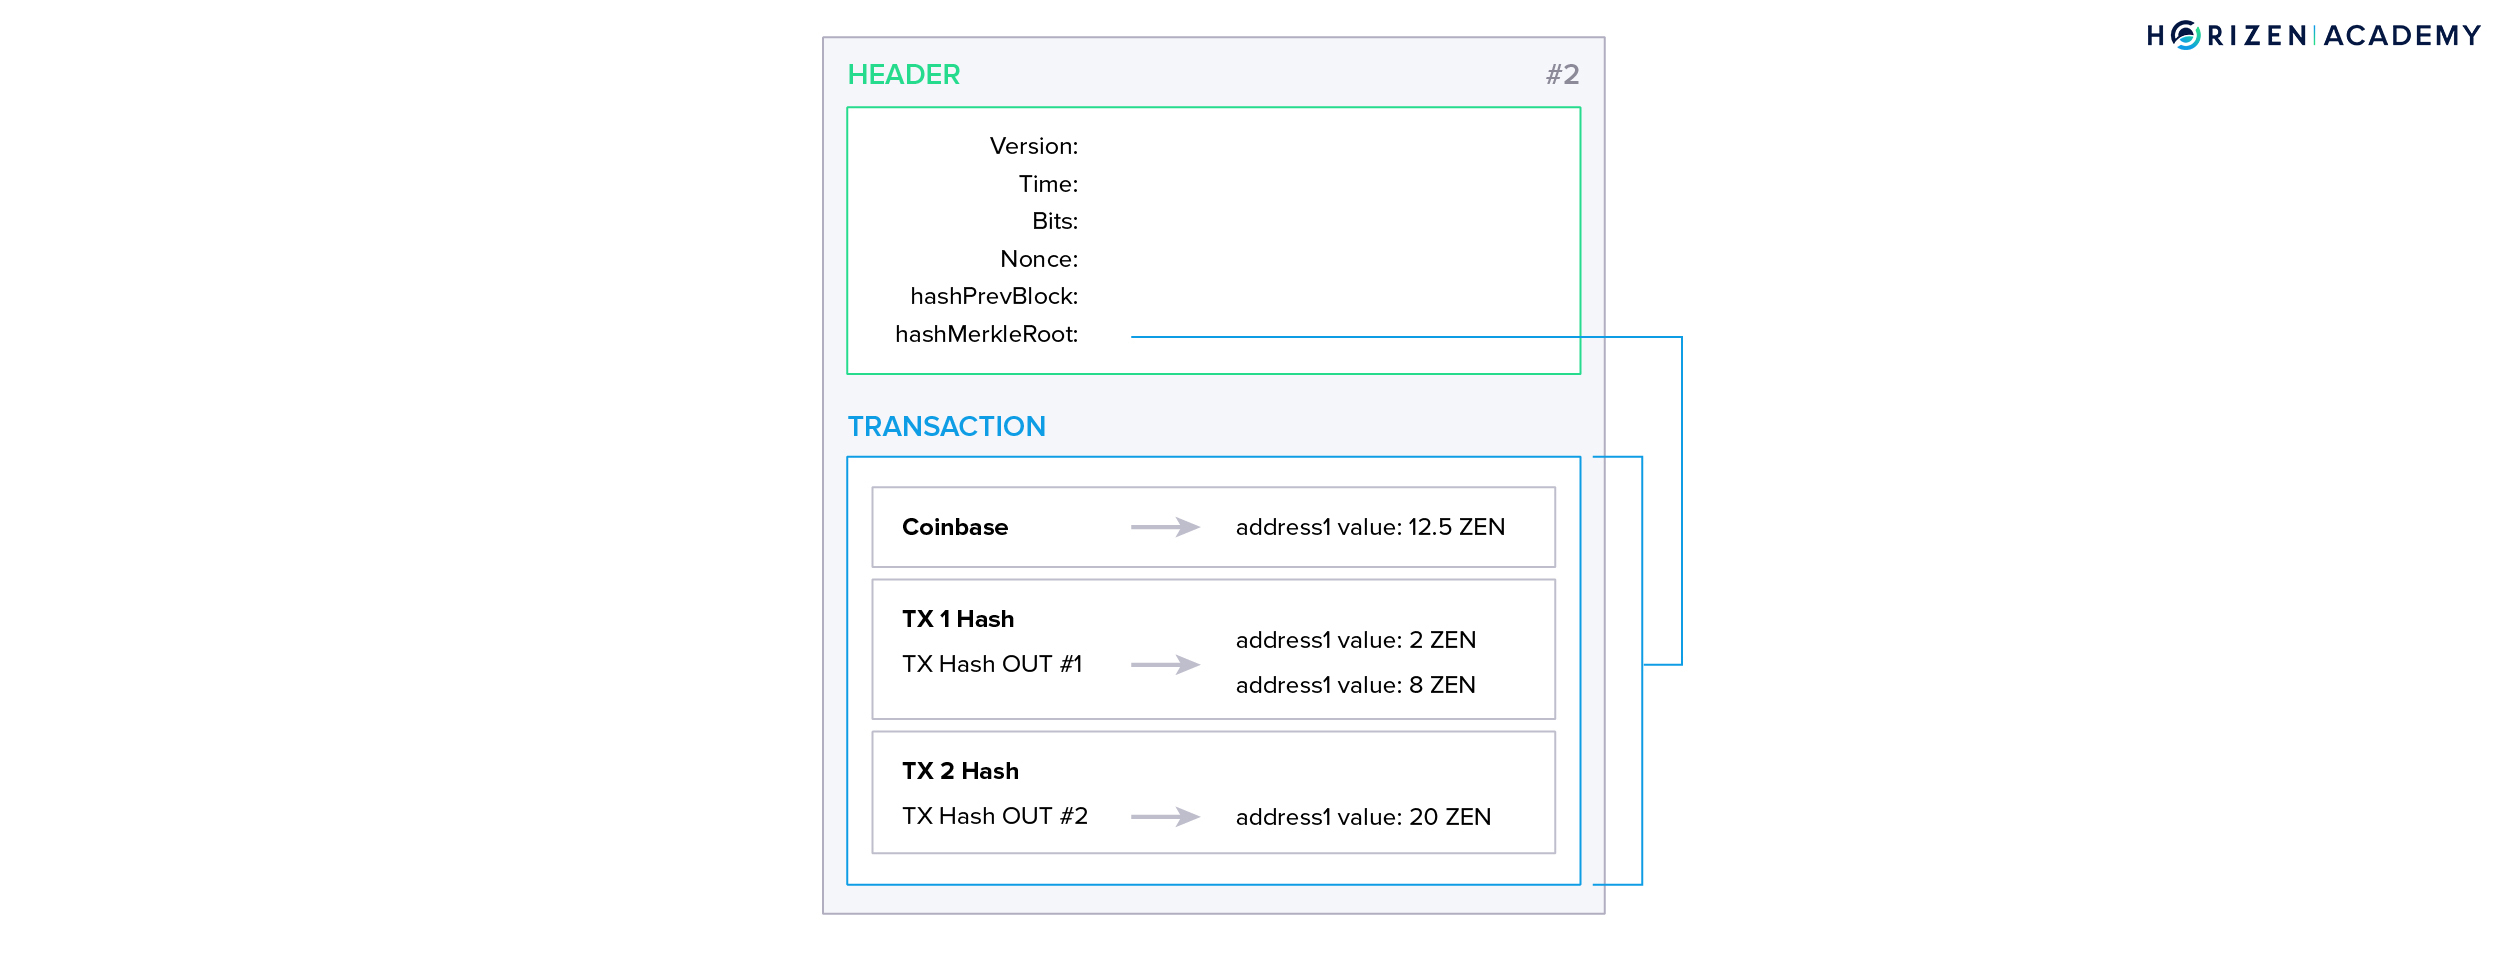 HORIZEN | ACADEMY
HEADER
#2
Version:
Time:
Bits:
Nonce:
hashPrevBlock:
hashMerkleRoot:
TRANSACTION
Coinbase
address1 value: 12.5 ZEN
TX 1 Hash
address1 value: 2 ZEN
TX Hash OUT #1
address1 value: 8 ZEN
TX 2 Hash
TX Hash OUT #2
address1 value: 20 ZEN